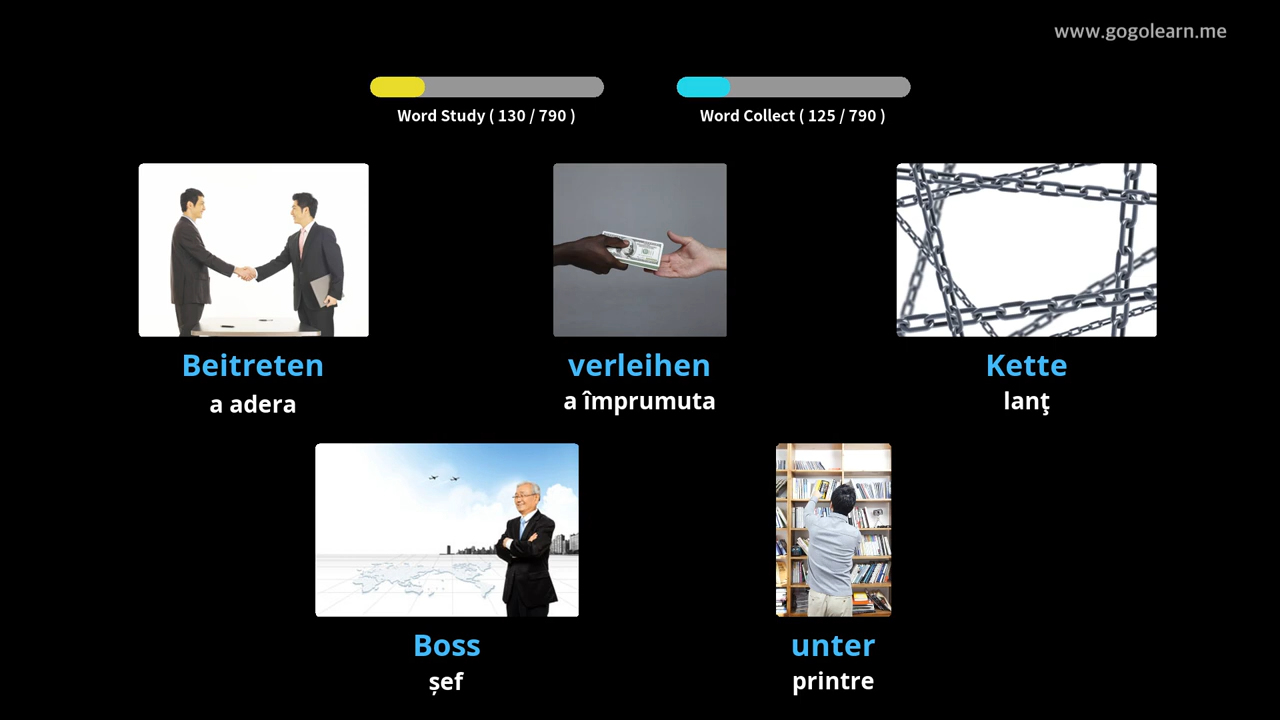 www.gogolearn.me
Word Study ( 130 / 790 )
Word Collect ( 125 / 790 )
Beitreten
a adera
verleihen
a împrumuta
Kette
lanţ
Boss
șef
unter
printre